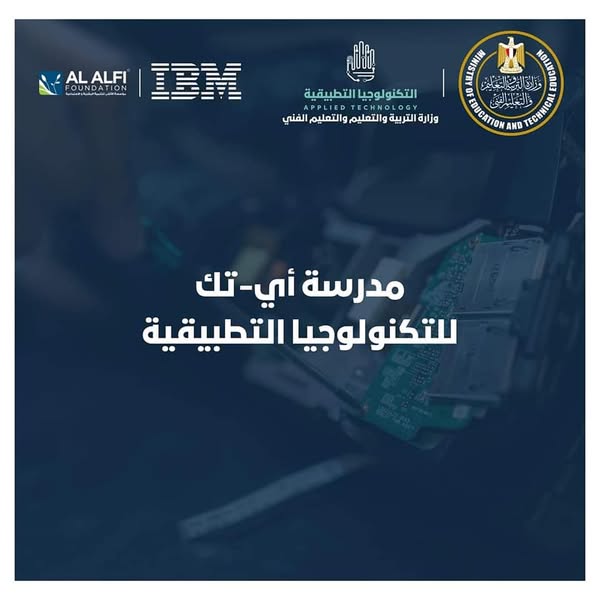 AL ALFI
FOUNDATION
IBM
التكنولوجيا التطبيقية
APPLIED TECHNOLOGY
وزارة التربية والتعليم والتعليم الفني
وزارة التربية والتعليم
والتعليم الفني
MINISTRY OF EDUCATION AND TECHNICAL EDUCATION
مدرسة أي-تك
للتكنولوجيا التطبيقية